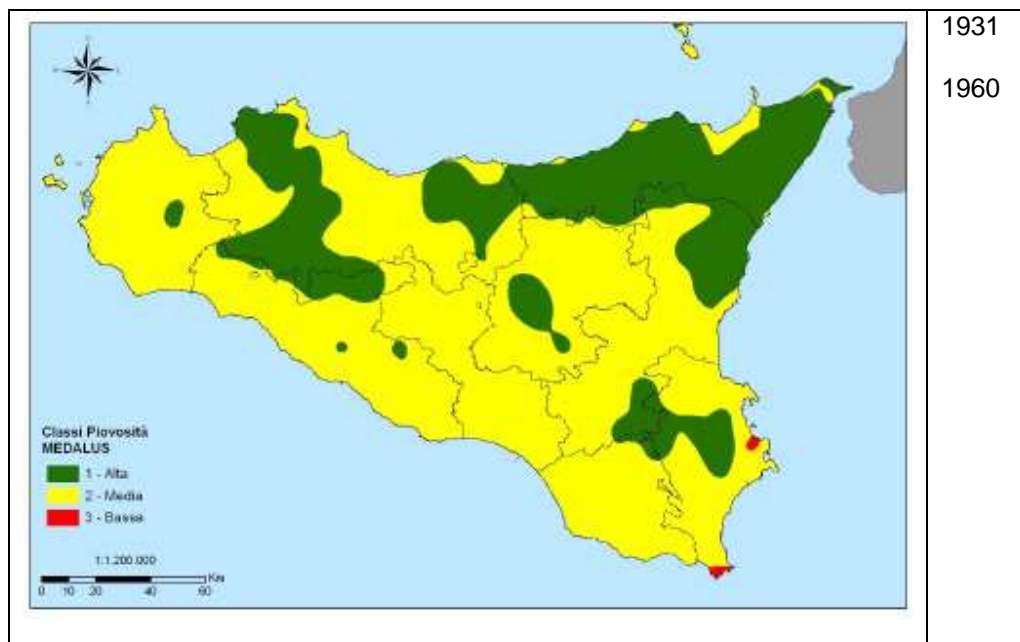 1931
1960
Classi Piovosità
MEDALUS
1 - Alta
2 - Media
3 - Bassa
1:1.200.000
Km
0 10 20 40 60